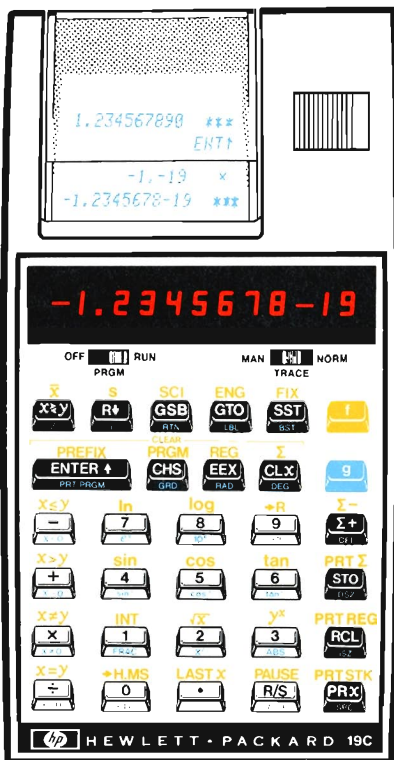 1.234567890 ***
ENT↑
-1.-19 ×
-1.2345678-19 ***
-1.2345678-19
OFF RUN MAN NORM
PRGM TRACE
x̄ S SCI ENG FIX
x≷y R↓ GSB GTO SST f
RTN LBL BST
CLEAR
PREFIX PRGM REG Σ
ENTER ↑ CHS EEX CLx g
PRT PRGM GRD RAD DEG
x≤y ln log →R Σ−
− 7 8 9 Σ+
x>y sin cos tan PRT Σ
+ 4 5 6 STO
x≠y INT √x yˣ PRT REG
× 1 2 3 RCL
FRAC ABS
x=y →H.MS LAST x PAUSE PRT STK
÷ 0 . R/S PRx
hp HEWLETT · PACKARD 19C